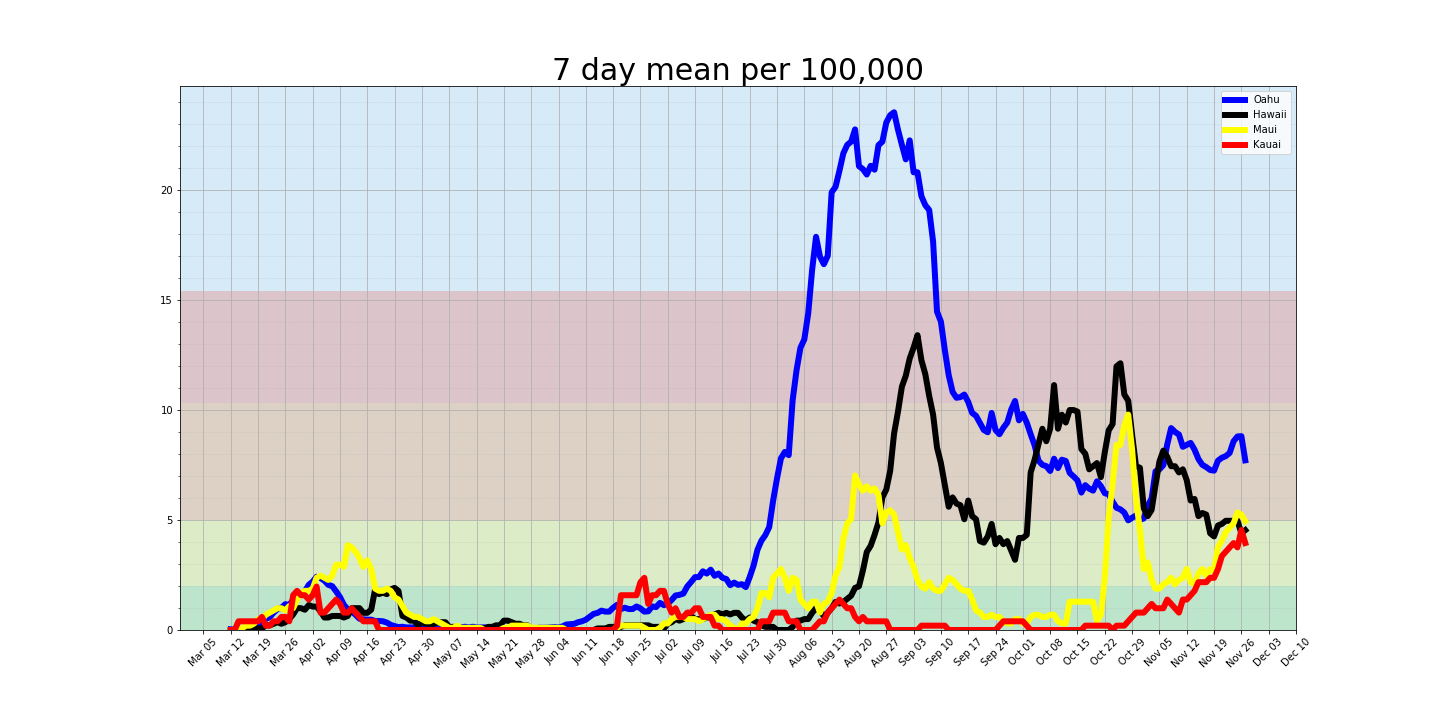 7 day mean per 100,000
Oahu
Hawaii
Maui
Kauai
20
15
10
5
0
Mar 05
Mar 12
Mar 19
Mar 26
Apr 02
Apr 09
Apr 16
Apr 23
Apr 30
May 07
May 14
May 21
May 28
Jun 04
Jun 11
Jun 18
Jun 25
Jul 02
Jul 09
Jul 16
Jul 23
Jul 30
Aug 06
Aug 13
Aug 20
Aug 27
Sep 03
Sep 10
Sep 17
Sep 24
Oct 01
Oct 08
Oct 15
Oct 22
Oct 29
Nov 05
Nov 12
Nov 19
Nov 26
Dec 03
Dec 10